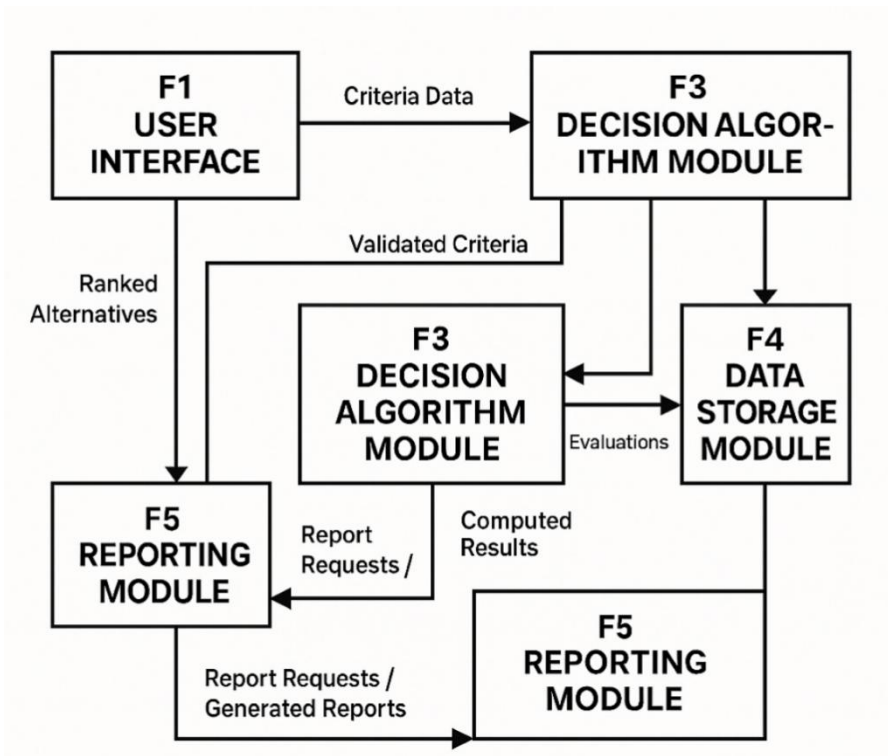 F1
USER
INTERFACE
Criteria Data
F3
DECISION ALGOR-
ITHM MODULE
Validated Criteria
Ranked
Alternatives
F3
DECISION
ALGORITHM
MODULE
Evaluations
F4
DATA
STORAGE
MODULE
F5
REPORTING
MODULE
Report
Requests /
Computed
Results
F5
REPORTING
MODULE
Report Requests /
Generated Reports